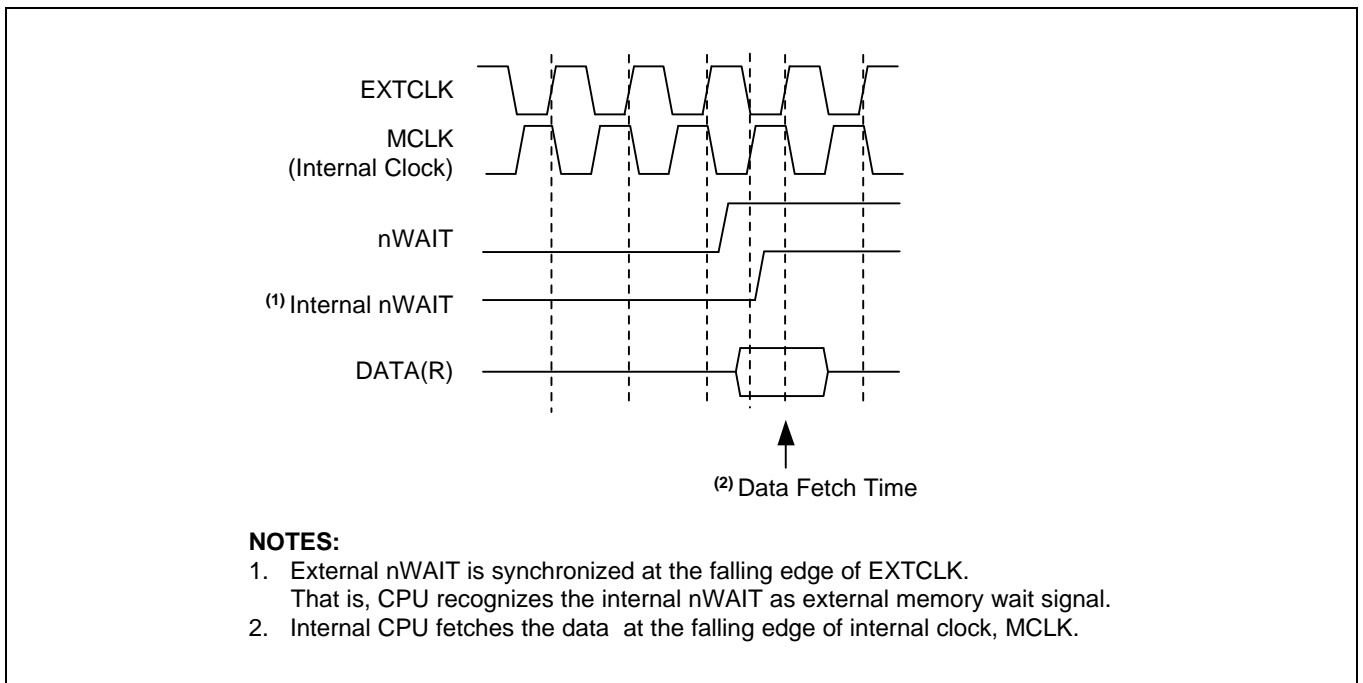 EXTCLK
MCLK
(Internal Clock)
nWAIT
(1) Internal nWAIT
DATA(R)
(2) Data Fetch Time
NOTES:
1. External nWAIT is synchronized at the falling edge of EXTCLK.
That is, CPU recognizes the internal nWAIT as external memory wait signal.
2. Internal CPU fetches the data at the falling edge of internal clock, MCLK.